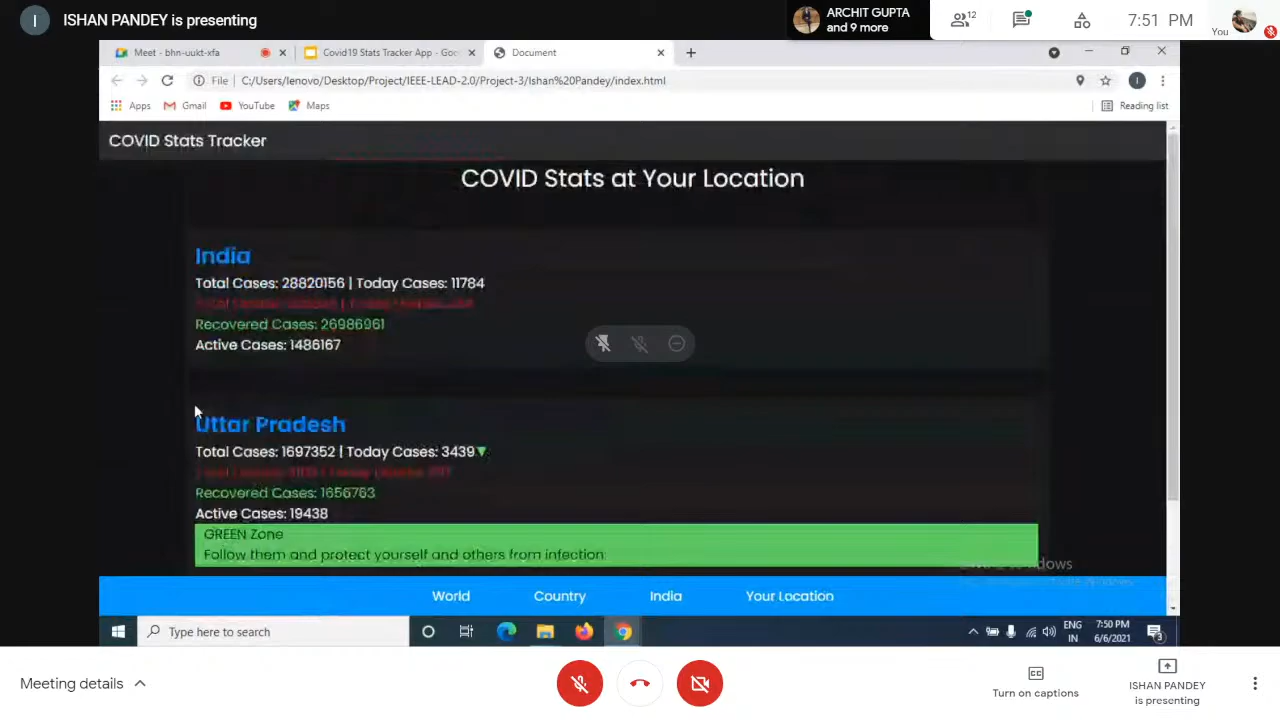 I ISHAN PANDEY is presenting
ARCHIT GUPTA
and 9 more
12
7:51 PM
You
Meet - bhn-uukt-xfa
Covid19 Stats Tracker App - Goo
Document
File C:/Users/lenovo/Desktop/Project/IEEE-LEAD-2.0/Project-3/Ishan%20Pandey/index.html
I
Apps Gmail YouTube Maps Reading list
COVID Stats Tracker
COVID Stats at Your Location
India
Total Cases: 28820156 | Today Cases: 11784
Recovered Cases: 26986961
Active Cases: 1486167
Uttar Pradesh
Total Cases: 1697352 | Today Cases: 3439▼
Recovered Cases: 1656763
Active Cases: 19438
GREEN Zone
Follow them and protect yourself and others from infection
World Country India Your Location
Type here to search
ENG
IN
7:50 PM
6/6/2021
3
Meeting details
Turn on captions
ISHAN PANDEY
is presenting